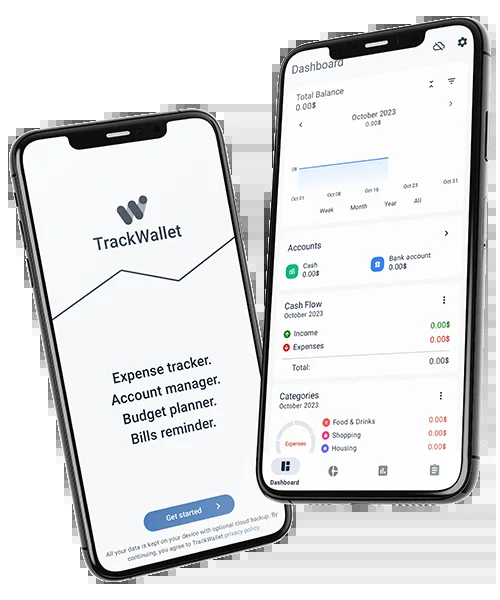 TrackWallet
Expense tracker.
Account manager.
Budget planner.
Bills reminder.
Get started
All your data is kept on your device with optional cloud backup. By
continuing, you agree to TrackWallet privacy policy.
Dashboard
Total Balance
0.00$
October 2023
0.00$
0$
Oct 01
Oct 08
Oct 16
Oct 23
Oct 31
Week
Month
Year
All
Accounts
Cash
0.00$
Bank account
0.00$
Cash Flow
October 2023
Income
0.00$
Expenses
0.00$
Total:
0.00$
Categories
October 2023
Expenses
Food & Drinks
0.00$
Shopping
0.00$
Housing
0.00$
Dashboard